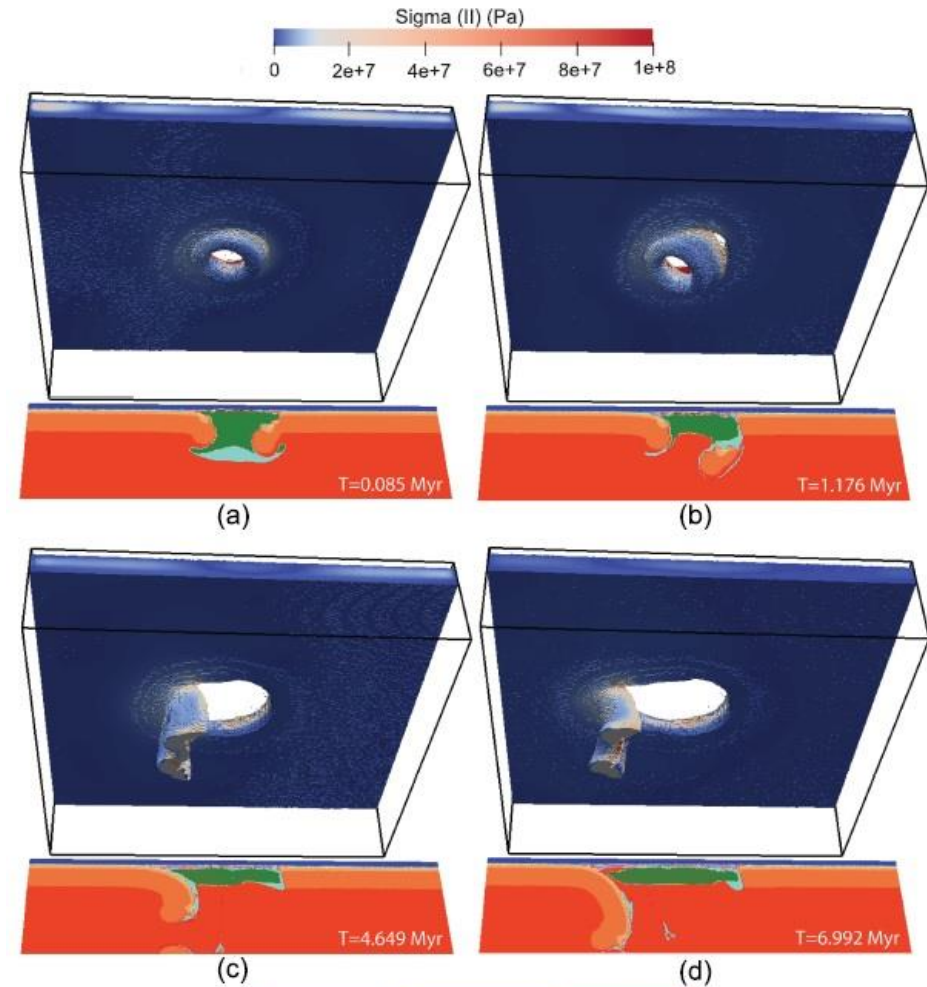 Sigma (II) (Pa)
0 2e+7 4e+7 6e+7 8e+7 1e+8
T=0.085 Myr
(a)
T=1.176 Myr
(b)
T=4.649 Myr
(c)
T=6.992 Myr
(d)